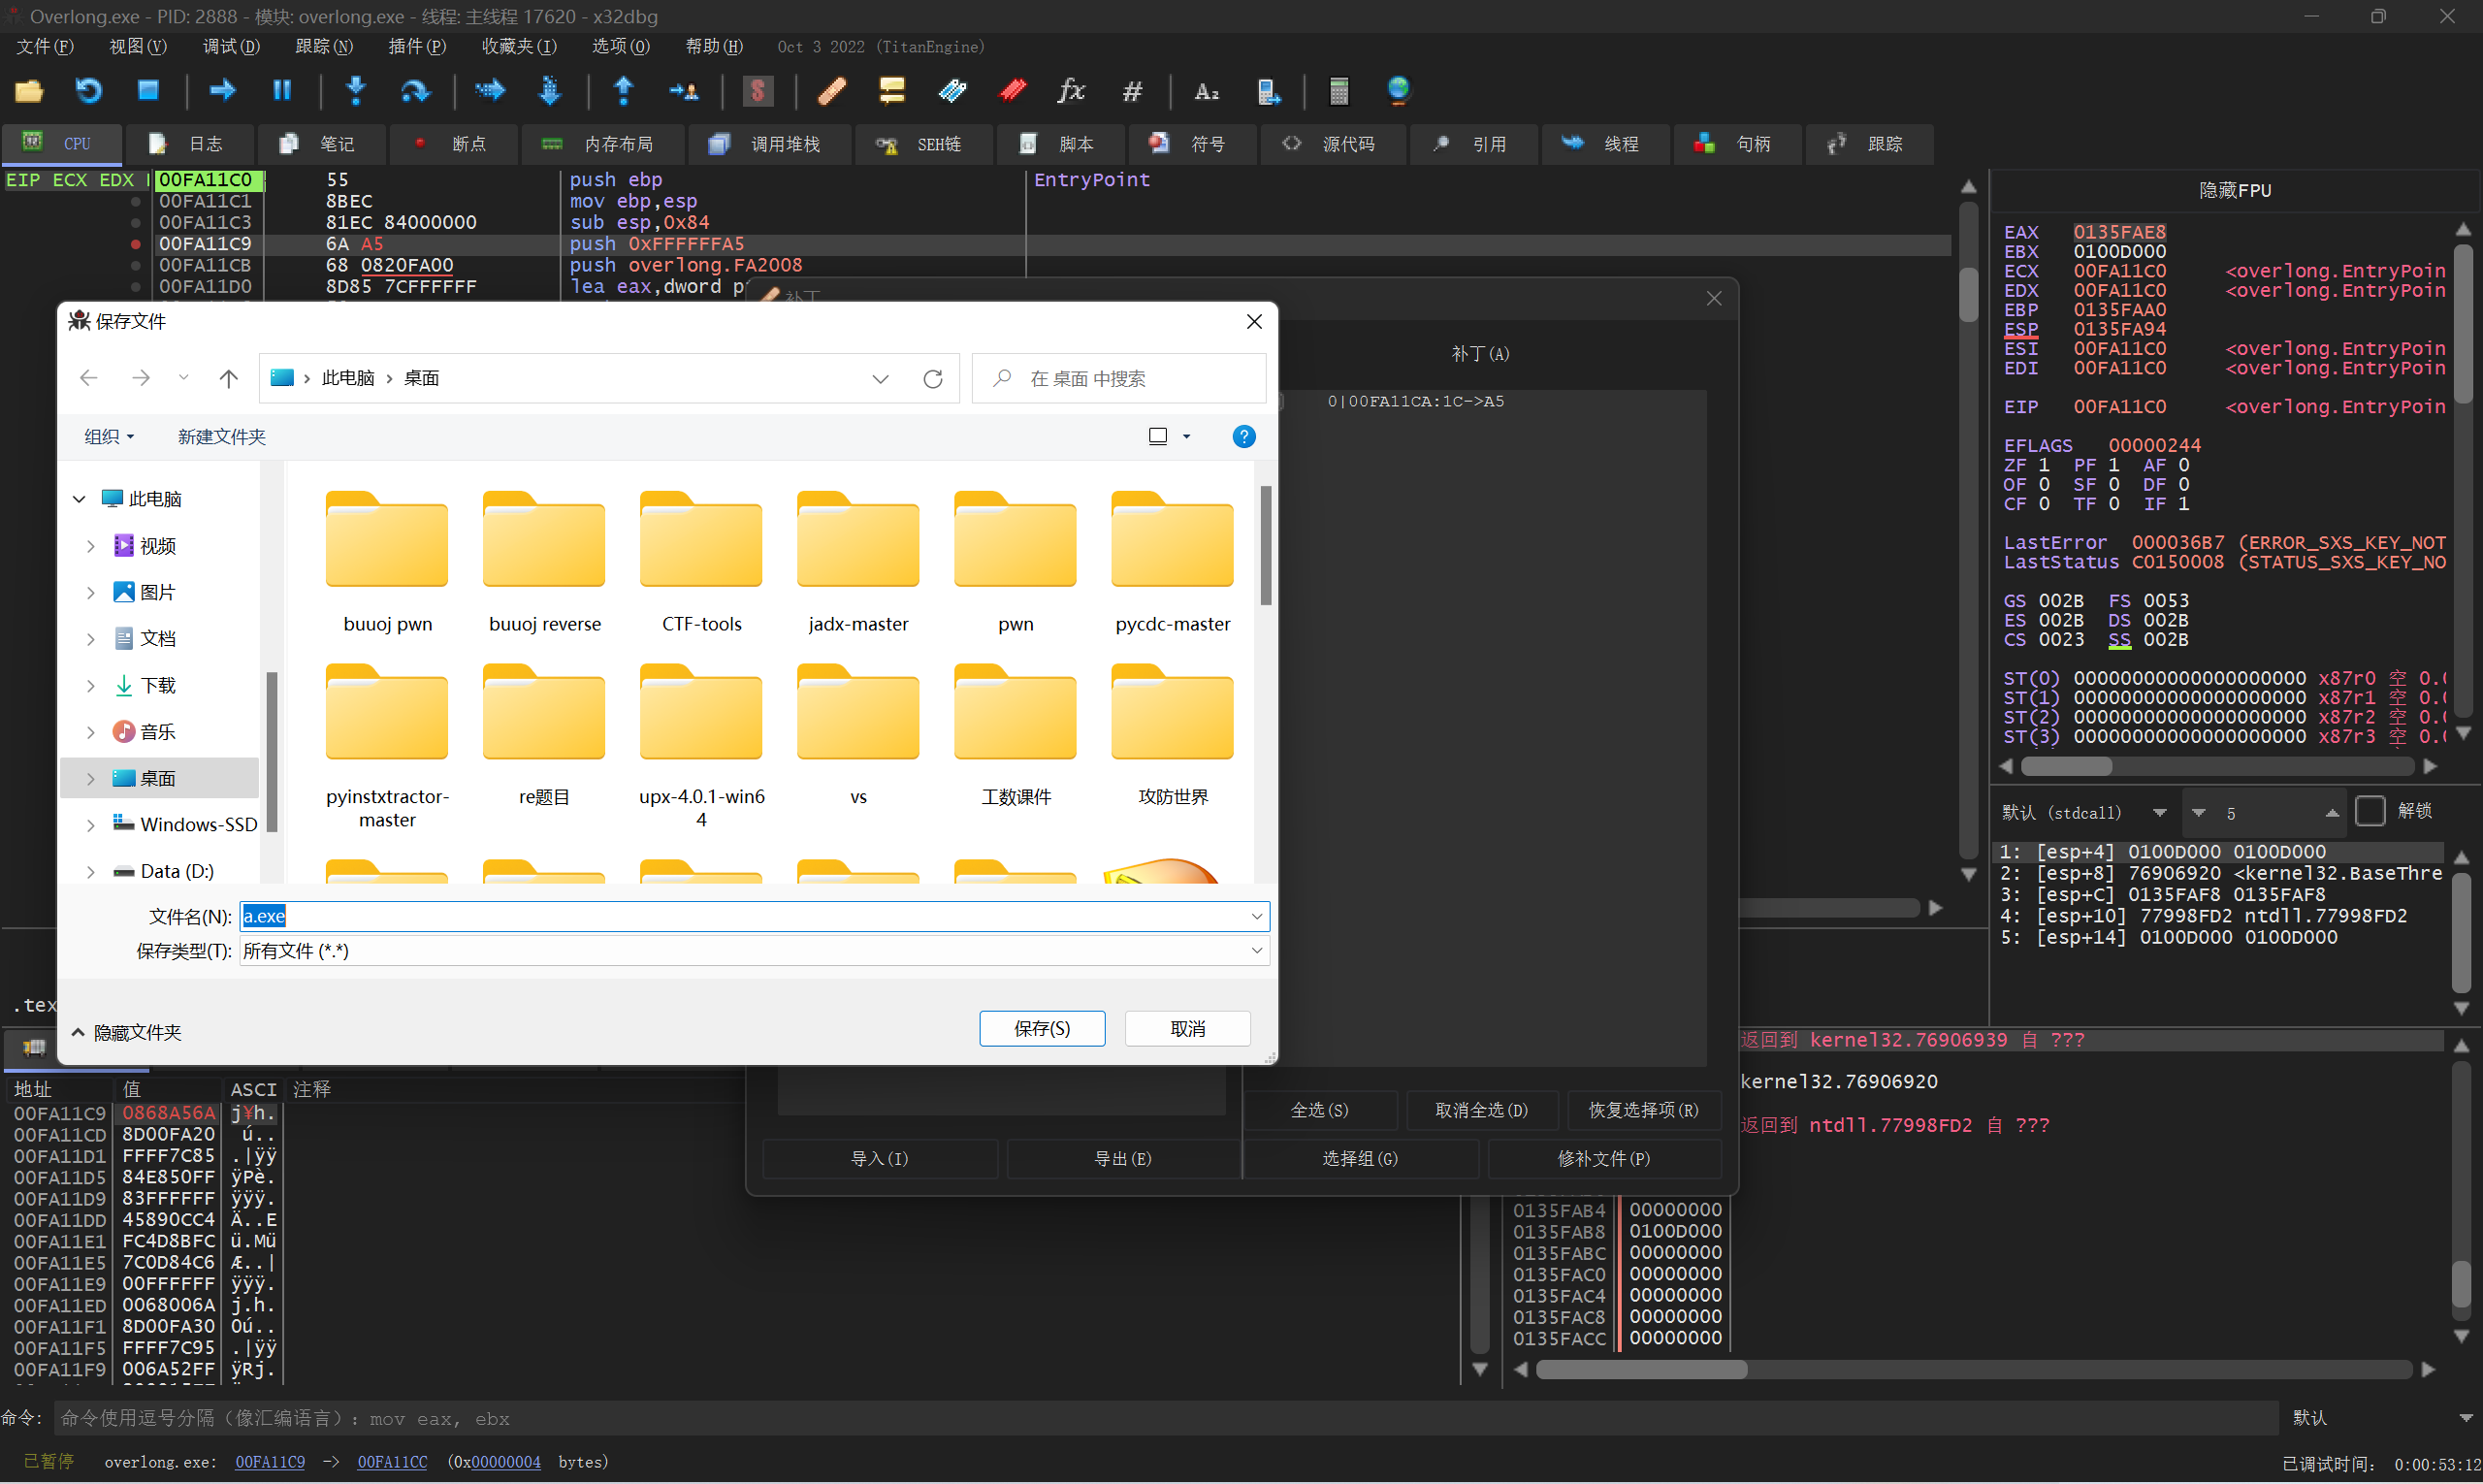 Overlong.exe - PID: 2888 - 模块: overlong.exe - 线程: 主线程 17620 - x32dbg
文件(F) 视图(V) 调试(D) 跟踪(N) 插件(P) 收藏夹(I) 选项(O) 帮助(H) Oct 3 2022 (TitanEngine)
CPU 日志 笔记 断点 内存布局 调用堆栈 SEH链 脚本 符号 源代码 引用 线程 句柄 跟踪
EIP ECX EDX 00FA11C0 55 push ebp EntryPoint
00FA11C1 8BEC mov ebp,esp
00FA11C3 81EC 84000000 sub esp,0x84
00FA11C9 6A A5 push 0xFFFFFFA5
00FA11CB 68 0820FA00 push overlong.FA2008
00FA11D0 8D85 7CFFFFFF lea eax,dword p
补丁
补丁(A)
0|00FA11CA:1C->A5
全选(S) 取消全选(D) 恢复选择项(R)
导入(I) 导出(E) 选择组(G) 修补文件(P)
保存文件
此电脑 › 桌面
在 桌面 中搜索
组织 新建文件夹
此电脑
视频
图片
文档
下载
音乐
桌面
Windows-SSD
Data (D:)
buuoj pwn buuoj reverse CTF-tools jadx-master pwn pycdc-master
pyinstxtractor-master re题目 upx-4.0.1-win64 vs 工数课件 攻防世界
文件名(N): a.exe
保存类型(T): 所有文件 (*.*)
隐藏文件夹 保存(S) 取消
隐藏FPU
EAX 0135FAE8
EBX 0100D000
ECX 00FA11C0 <overlong.EntryPoin
EDX 00FA11C0 <overlong.EntryPoin
EBP 0135FAA0
ESP 0135FA94
ESI 00FA11C0 <overlong.EntryPoin
EDI 00FA11C0 <overlong.EntryPoin
EIP 00FA11C0 <overlong.EntryPoin
EFLAGS 00000244
ZF 1 PF 1 AF 0
OF 0 SF 0 DF 0
CF 0 TF 0 IF 1
LastError 000036B7 (ERROR_SXS_KEY_NOT
LastStatus C0150008 (STATUS_SXS_KEY_NO
GS 002B FS 0053
ES 002B DS 002B
CS 0023 SS 002B
ST(0) 00000000000000000000 x87r0 空 0.
ST(1) 00000000000000000000 x87r1 空 0.
ST(2) 00000000000000000000 x87r2 空 0.
ST(3) 00000000000000000000 x87r3 空 0.
默认 (stdcall) 5 解锁
1: [esp+4] 0100D000 0100D000
2: [esp+8] 76906920 <kernel32.BaseThre
3: [esp+C] 0135FAF8 0135FAF8
4: [esp+10] 77998FD2 ntdll.77998FD2
5: [esp+14] 0100D000 0100D000
.tex
地址 值 ASCI 注释
00FA11C9 0868A56A j¥h.
00FA11CD 8D00FA20 ú..
00FA11D1 FFFF7C85 .|ÿÿ
00FA11D5 84E850FF ÿPè.
00FA11D9 83FFFFFF ÿÿÿ.
00FA11DD 45890CC4 Ä..E
00FA11E1 FC4D8BFC ü.Mü
00FA11E5 7C0D84C6 Æ..|
00FA11E9 00FFFFFF ÿÿÿ.
00FA11ED 0068006A j.h.
00FA11F1 8D00FA30 0ú..
00FA11F5 FFFF7C95 .|ÿÿ
00FA11F9 006A52FF ÿRj.
返回到 kernel32.76906939 自 ???
kernel32.76906920
返回到 ntdll.77998FD2 自 ???
0135FAB4 00000000
0135FAB8 0100D000
0135FABC 00000000
0135FAC0 00000000
0135FAC4 00000000
0135FAC8 00000000
0135FACC 00000000
命令: 命令使用逗号分隔（像汇编语言）: mov eax, ebx 默认
已暂停 overlong.exe: 00FA11C9 -> 00FA11CC (0x00000004 bytes) 已调试时间: 0:00:53:12